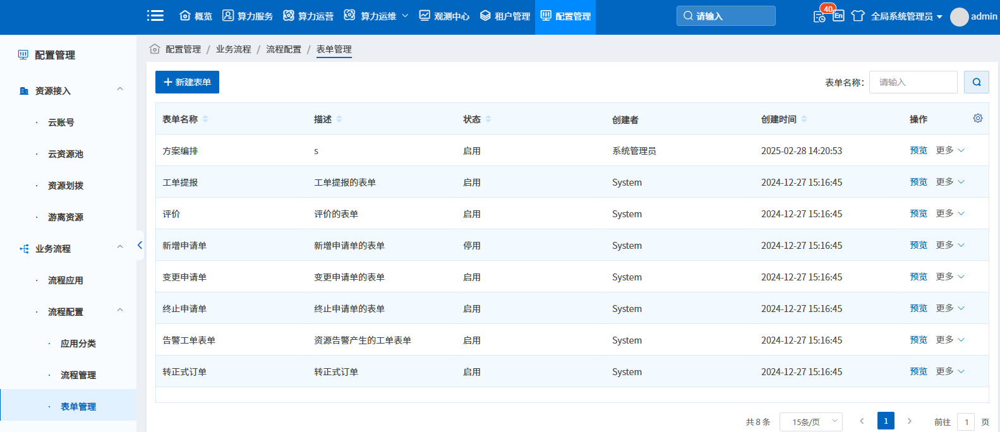 概览 算力服务 算力运营 算力运维 观测中心 租户管理 配置管理 请输入 40 En 全局系统管理员 admin
配置管理
资源接入
云账号
云资源池
资源划拨
游离资源
业务流程
流程应用
流程配置
应用分类
流程管理
表单管理
配置管理 / 业务流程 / 流程配置 / 表单管理
新建表单 表单名称: 请输入
表单名称 描述 状态 创建者 创建时间 操作
方案编排 s 启用 系统管理员 2025-02-28 14:20:53 预览 更多
工单提报 工单提报的表单 启用 System 2024-12-27 15:16:45 预览 更多
评价 评价的表单 启用 System 2024-12-27 15:16:45 预览 更多
新增申请单 新增申请单的表单 停用 System 2024-12-27 15:16:45 预览 更多
变更申请单 变更申请单的表单 启用 System 2024-12-27 15:16:45 预览 更多
终止申请单 终止申请单的表单 启用 System 2024-12-27 15:16:45 预览 更多
告警工单表单 资源告警产生的工单表单 启用 System 2024-12-27 15:16:45 预览 更多
转正式订单 转正式订单 启用 System 2024-12-27 15:16:45 预览 更多
共 8 条 15条/页 1 前往 1 页